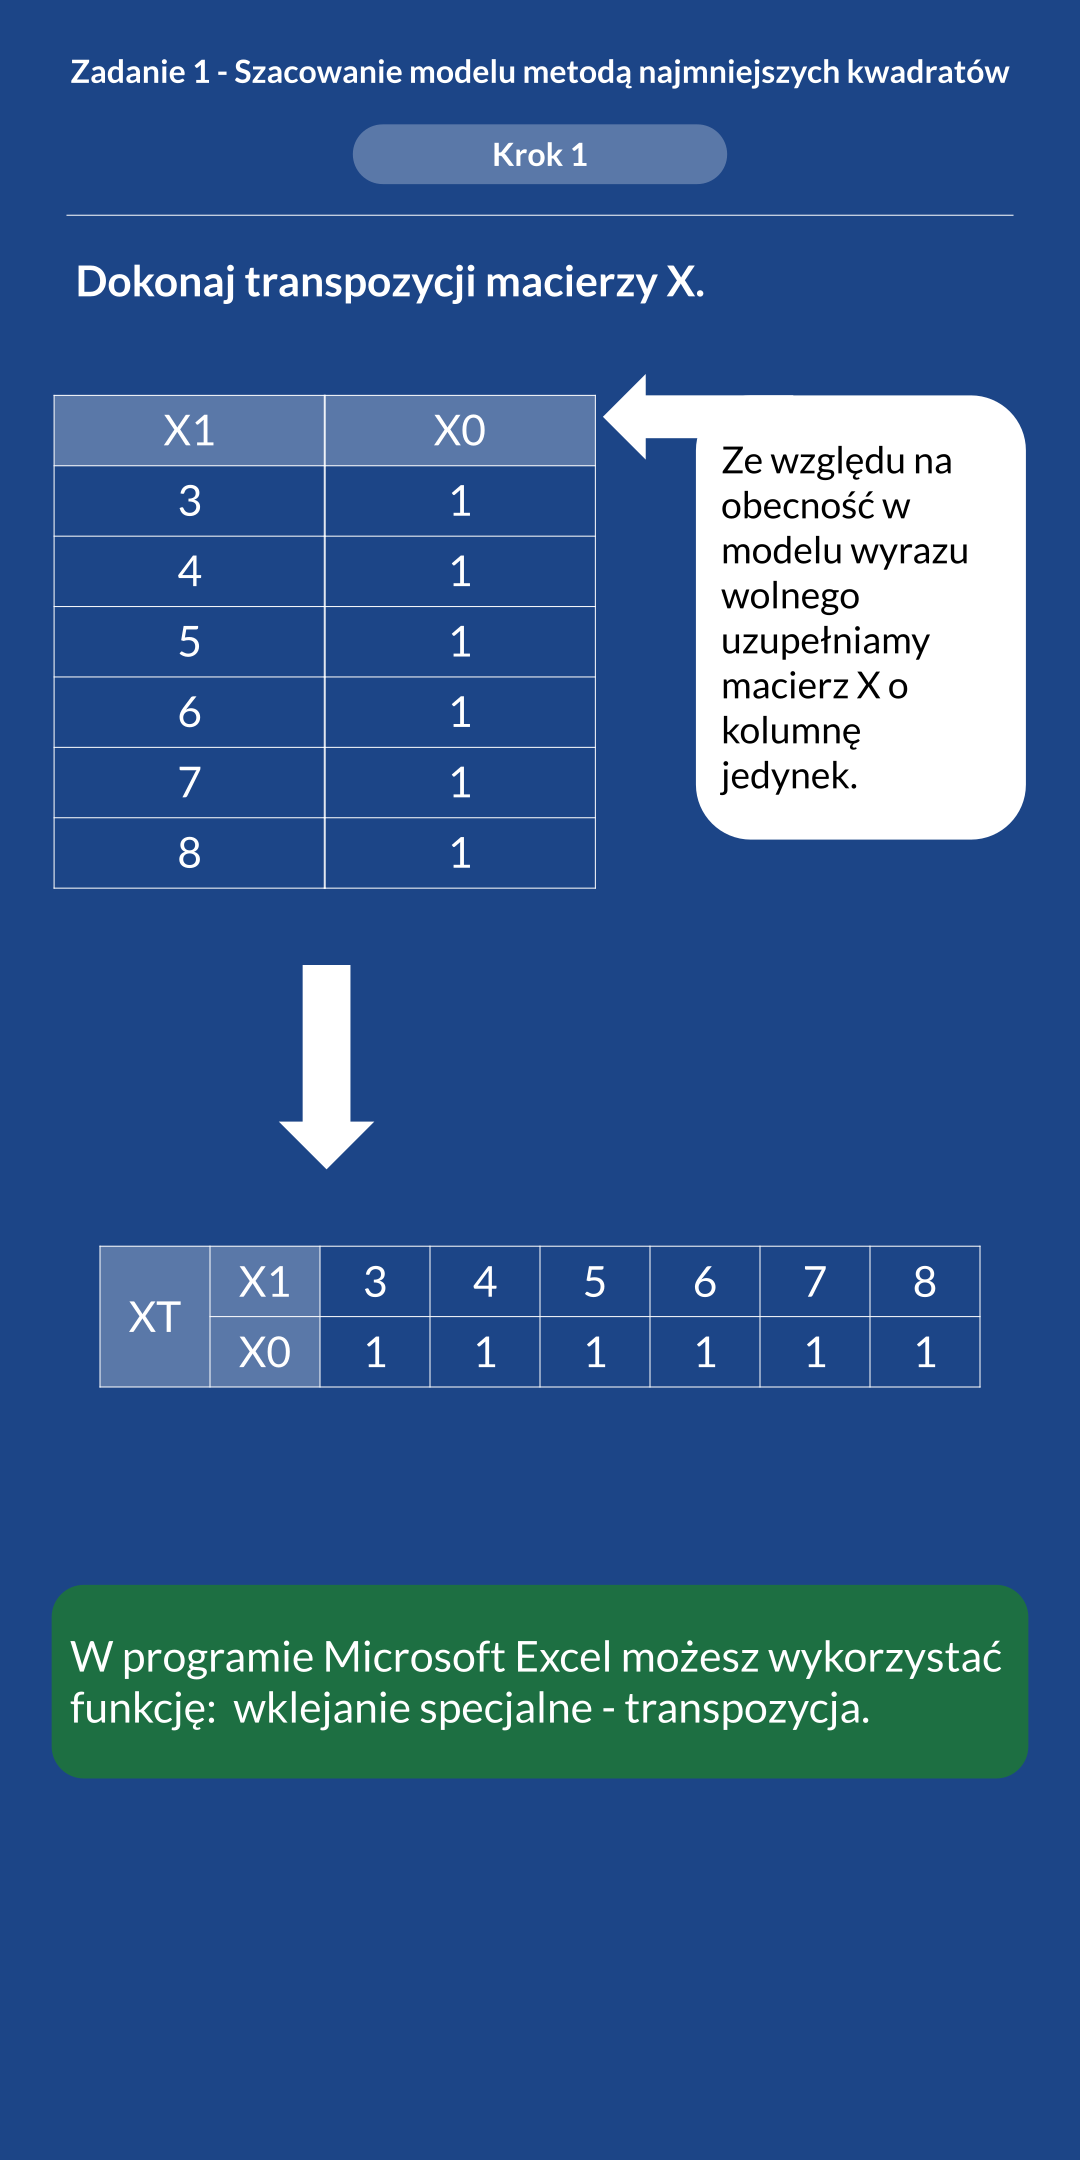 Zadanie 1 - Szacowanie modelu metodą najmniejszych kwadratów
Krok 1
Dokonaj transpozycji macierzy X.
X1 X0
3 1
4 1
5 1
6 1
7 1
8 1
Ze względu na
obecność w
modelu wyrazu
wolnego
uzupełniamy
macierz X o
kolumnę
jedynek.
XT
X1 3 4 5 6 7 8
X0 1 1 1 1 1 1
W programie Microsoft Excel możesz wykorzystać
funkcję: wklejanie specjalne - transpozycja.